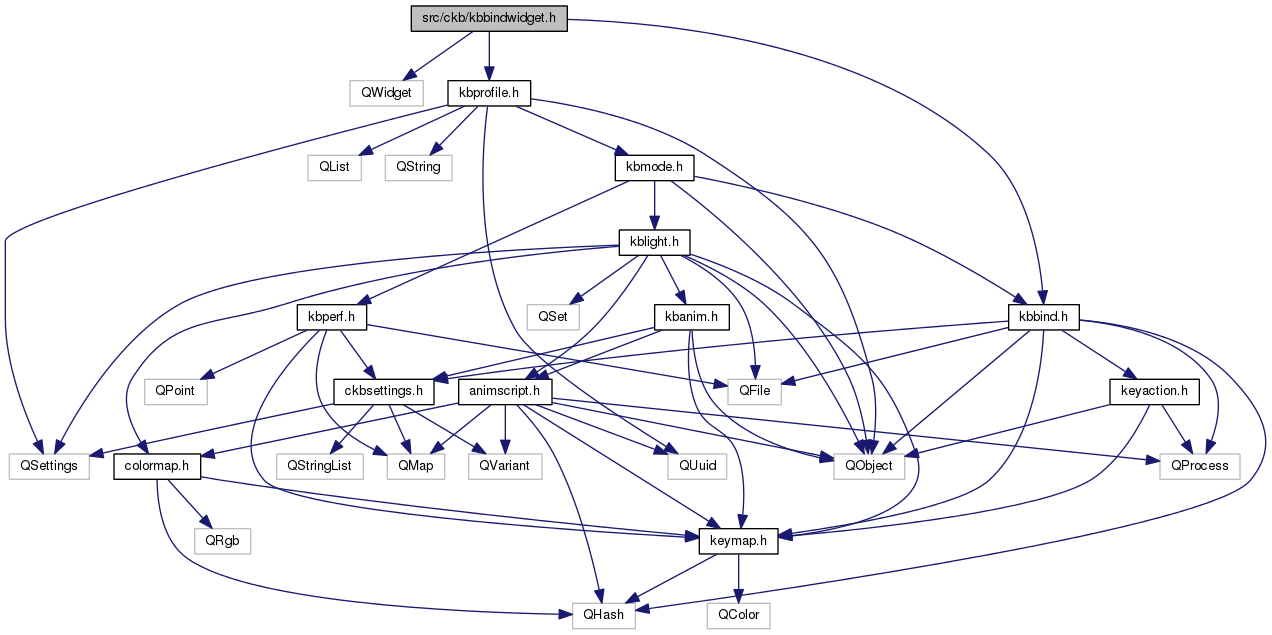 src/ckb/kbbindwidget.h
QWidget
kbprofile.h
QList
QString
kbmode.h
kblight.h
kbperf.h
QSet
kbanim.h
kbbind.h
QPoint
ckbsettings.h
animscript.h
QFile
keyaction.h
QSettings
colormap.h
QStringList
QMap
QVariant
QUuid
QObject
QProcess
QRgb
keymap.h
QHash
QColor